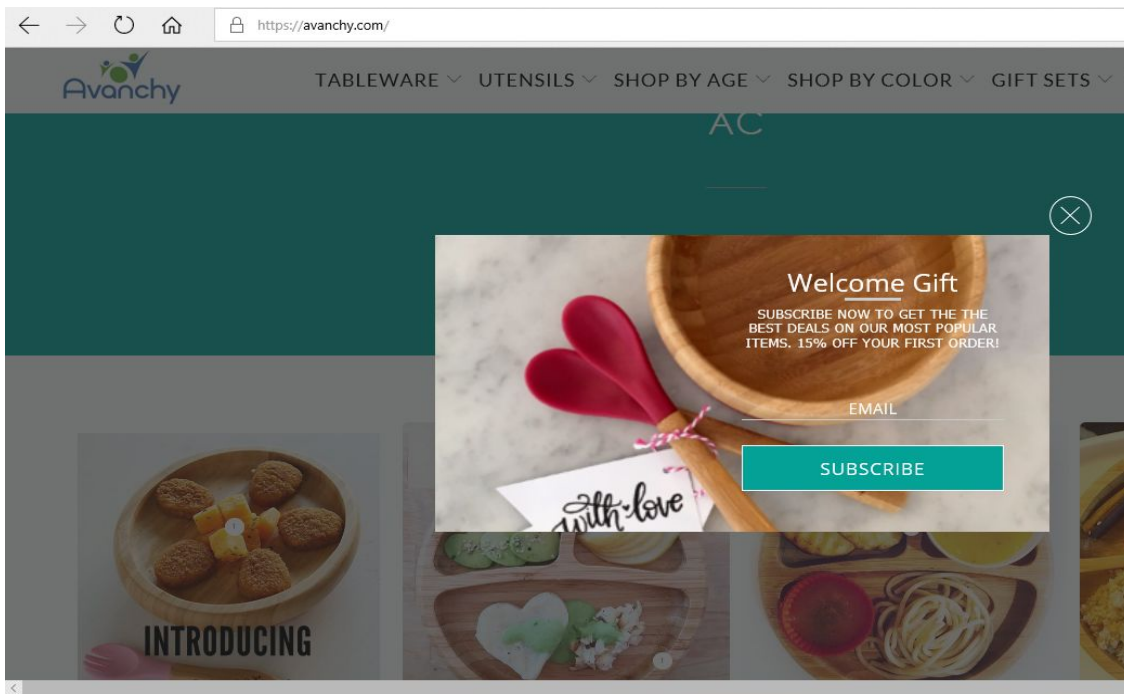 https://avanchy.com/
Avanchy
TABLEWARE UTENSILS SHOP BY AGE SHOP BY COLOR GIFT SETS
AC
Welcome Gift
SUBSCRIBE NOW TO GET THE THE
BEST DEALS ON OUR MOST POPULAR
ITEMS. 15% OFF YOUR FIRST ORDER!
EMAIL
SUBSCRIBE
with love
INTRODUCING